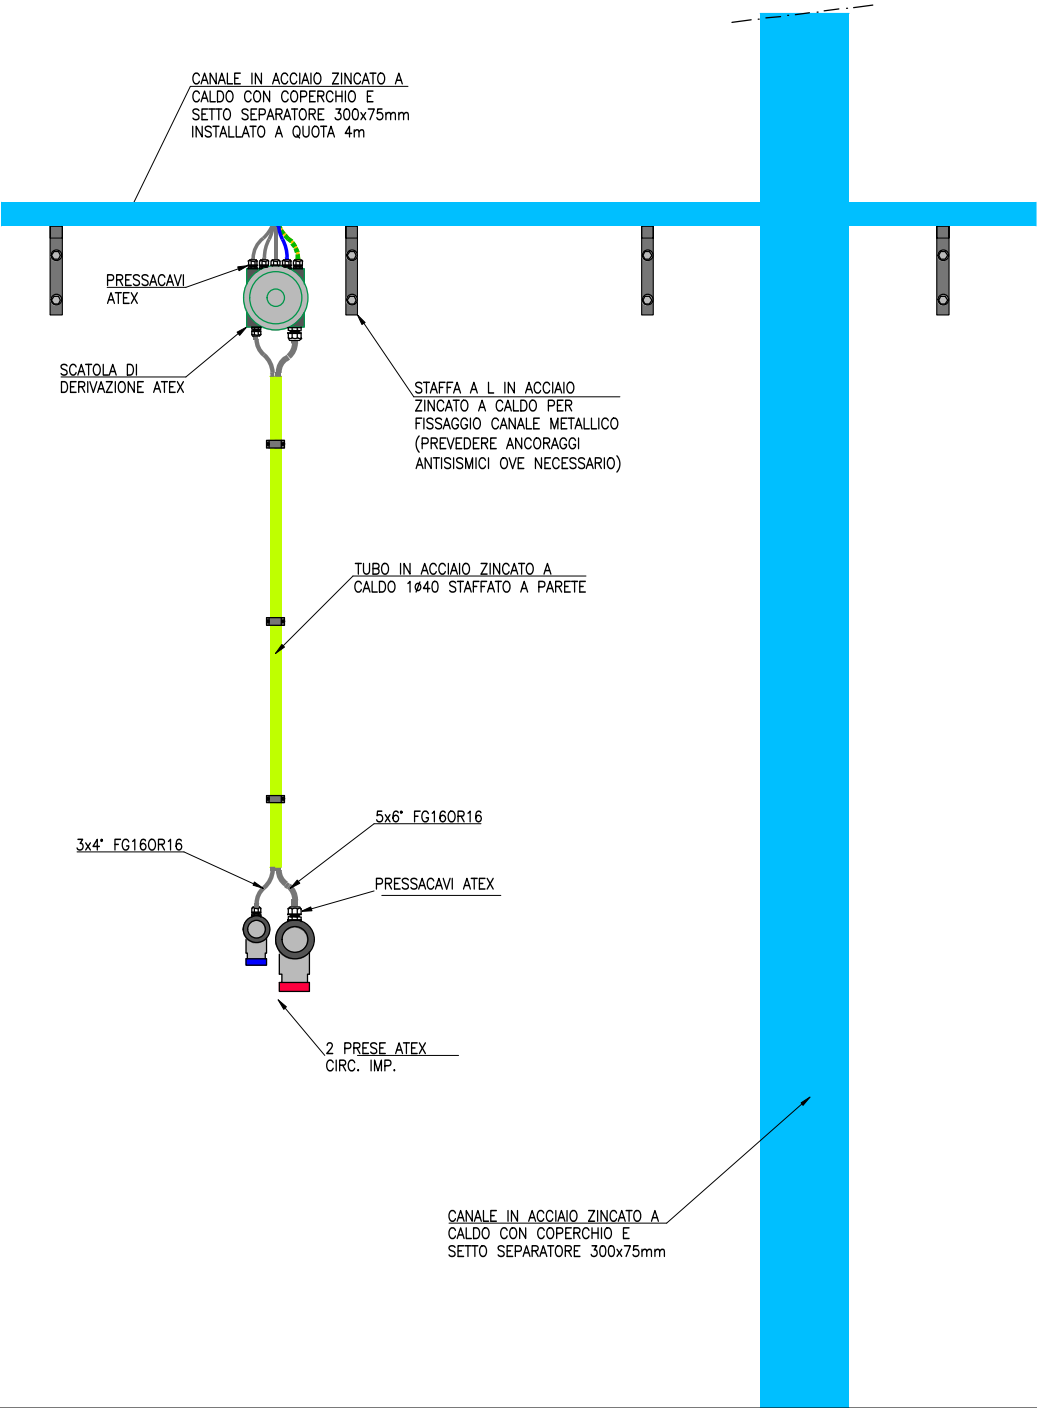 CANALE IN ACCIAIO ZINCATO A
CALDO CON COPERCHIO E
SETTO SEPARATORE 300x75mm
INSTALLATO A QUOTA 4m
PRESSACAVI
ATEX
SCATOLA DI
DERIVAZIONE ATEX
STAFFA A L IN ACCIAIO
ZINCATO A CALDO PER
FISSAGGIO CANALE METALLICO
(PREVEDERE ANCORAGGI
ANTISISMICI OVE NECESSARIO)
TUBO IN ACCIAIO ZINCATO A
CALDO 1ø40 STAFFATO A PARETE
5x6" FG16OR16
3x4" FG16OR16
PRESSACAVI ATEX
2 PRESE ATEX
CIRC. IMP.
CANALE IN ACCIAIO ZINCATO A
CALDO CON COPERCHIO E
SETTO SEPARATORE 300x75mm